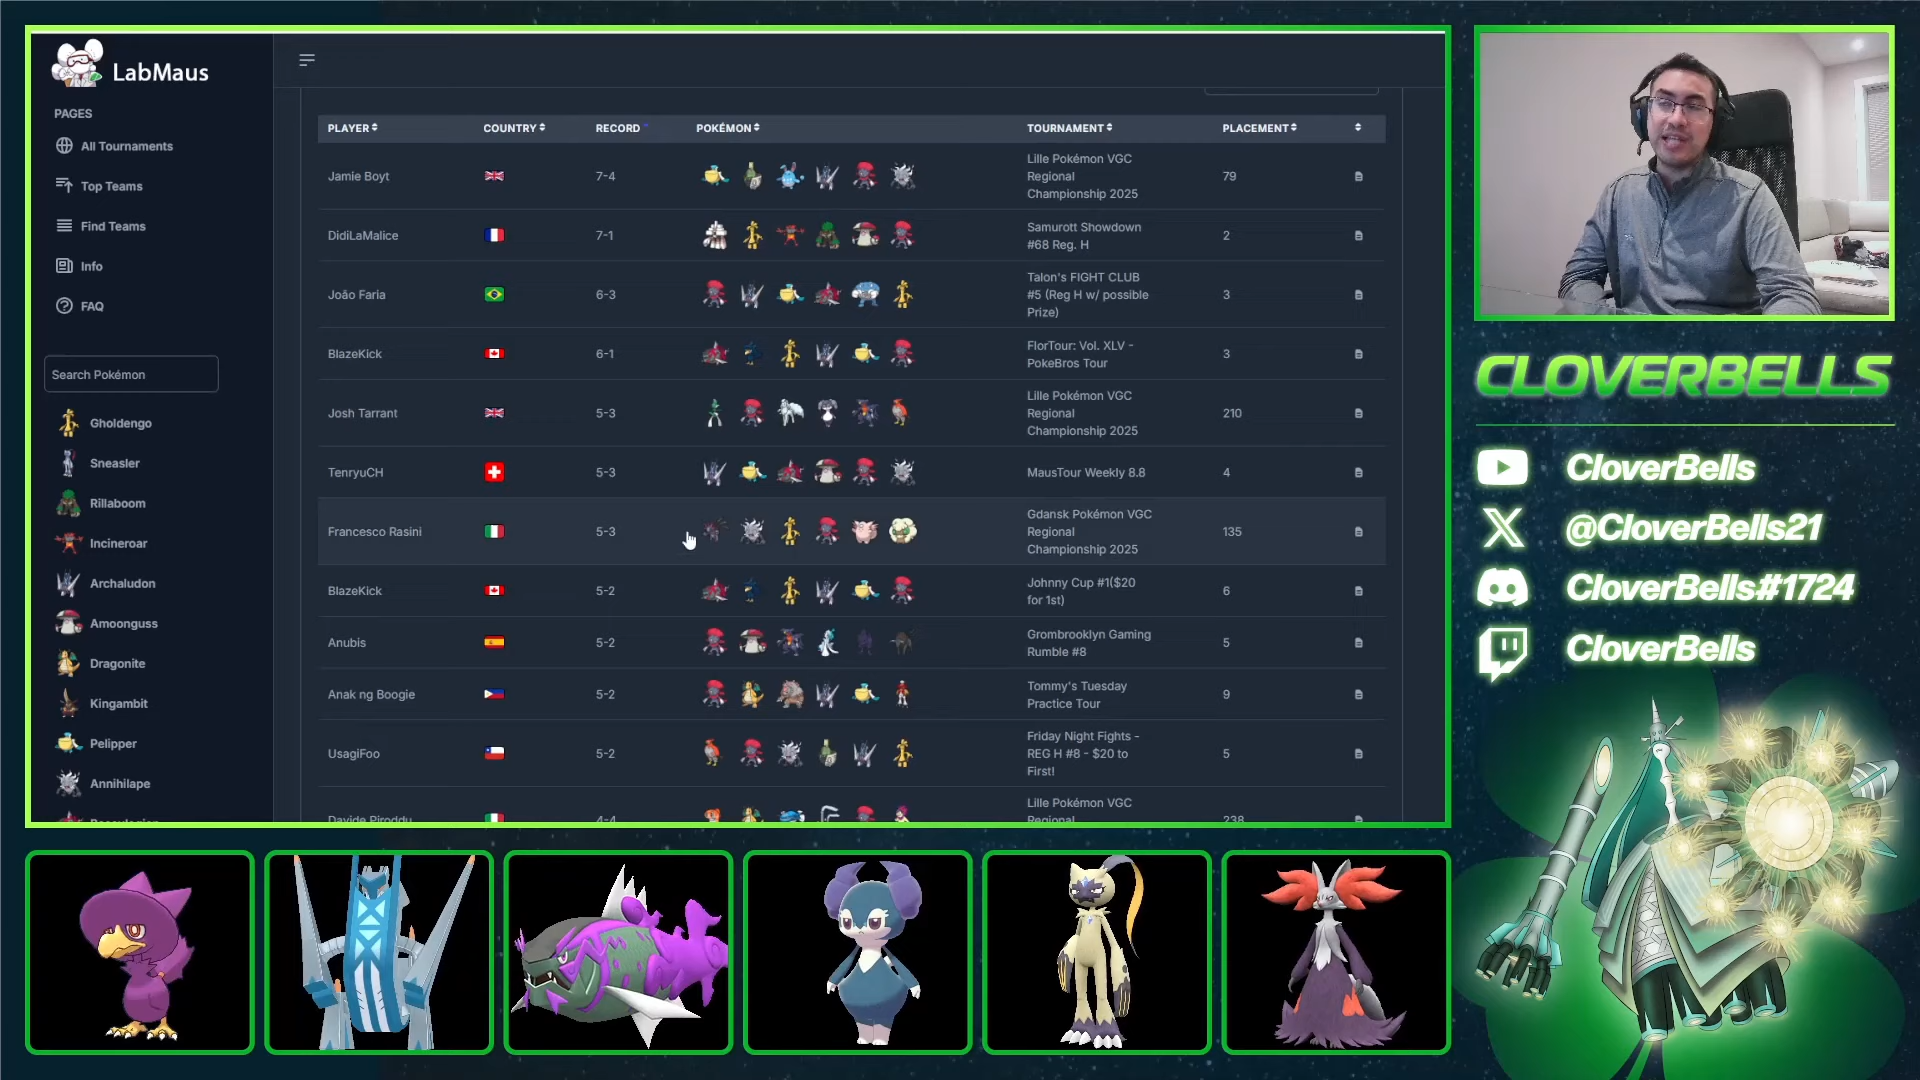 LabMaus
PAGES
All Tournaments
Top Teams
Find Teams
Info
FAQ
Search Pokémon
Gholdengo
Sneasler
Rillaboom
Incineroar
Archaludon
Amoonguss
Dragonite
Kingambit
Pelipper
Annihilape
PLAYER COUNTRY RECORD POKÉMON TOURNAMENT PLACEMENT
Jamie Boyt 7-4 Lille Pokémon VGC Regional Championship 2025 79
DidiLaMalice 7-1 Samurott Showdown #68 Reg. H 2
João Faria 6-3 Talon's FIGHT CLUB #5 (Reg H w/ possible Prize) 3
BlazeKick 6-1 FlorTour: Vol. XLV - PokeBros Tour 3
Josh Tarrant 5-3 Lille Pokémon VGC Regional Championship 2025 210
TenryuCH 5-3 MausTour Weekly 8.8 4
Francesco Rasini 5-3 Gdansk Pokémon VGC Regional Championship 2025 135
BlazeKick 5-2 Johnny Cup #1($20 for 1st) 6
Anubis 5-2 Grombrooklyn Gaming Rumble #8 5
Anak ng Boogie 5-2 Tommy's Tuesday Practice Tour 9
UsagiFoo 5-2 Friday Night Fights - REG H #8 - $20 to First! 5
Davide Piroddu 4-4 Lille Pokémon VGC Regional 238
CLOVERBELLS
CloverBells
@CloverBells21
CloverBells#1724
CloverBells